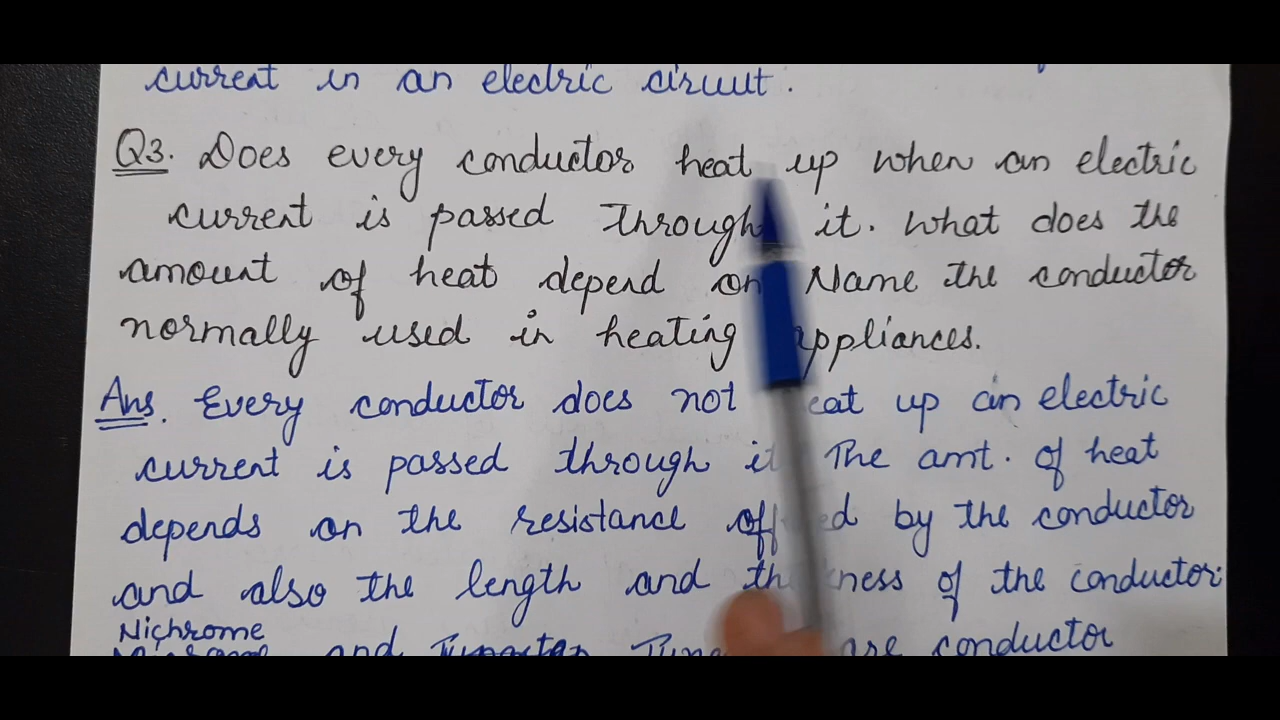 current in an electric circuit.
Q3. Does every conductor heat up when an electric
current is passed through it. What does the
amount of heat depend on Name the conductor
normally used in heating appliances.
Ans. Every conductor does not heat up an electric
current is passed through it The amt. of heat
depends on the resistance offered by the conductor
and also the length and thickness of the conductor.
Nichrome
and Tungsten are conductor